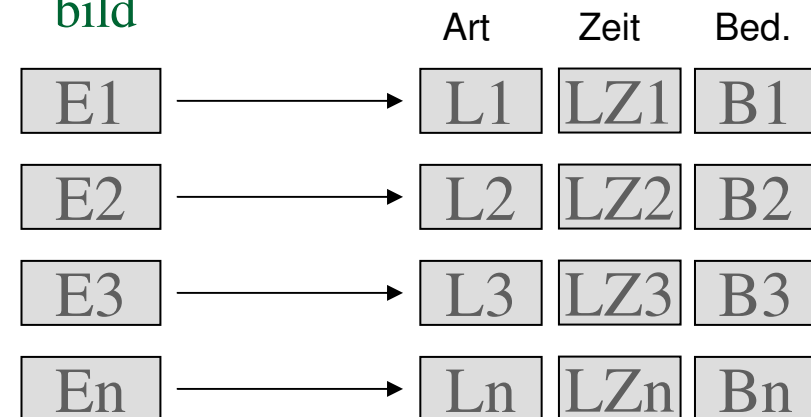 bild
Art Zeit Bed.
E1 L1 LZ1 B1
E2 L2 LZ2 B2
E3 L3 LZ3 B3
En Ln LZn Bn